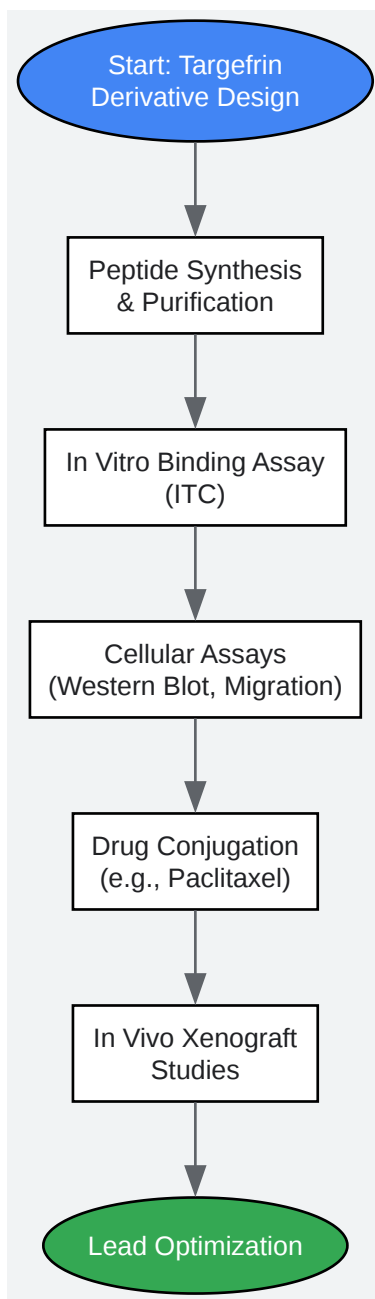 Start: Targefrin
Derivative Design
Peptide Synthesis
& Purification
In Vitro Binding Assay
(ITC)
Cellular Assays
(Western Blot, Migration)
Drug Conjugation
(e.g., Paclitaxel)
In Vivo Xenograft
Studies
Lead Optimization